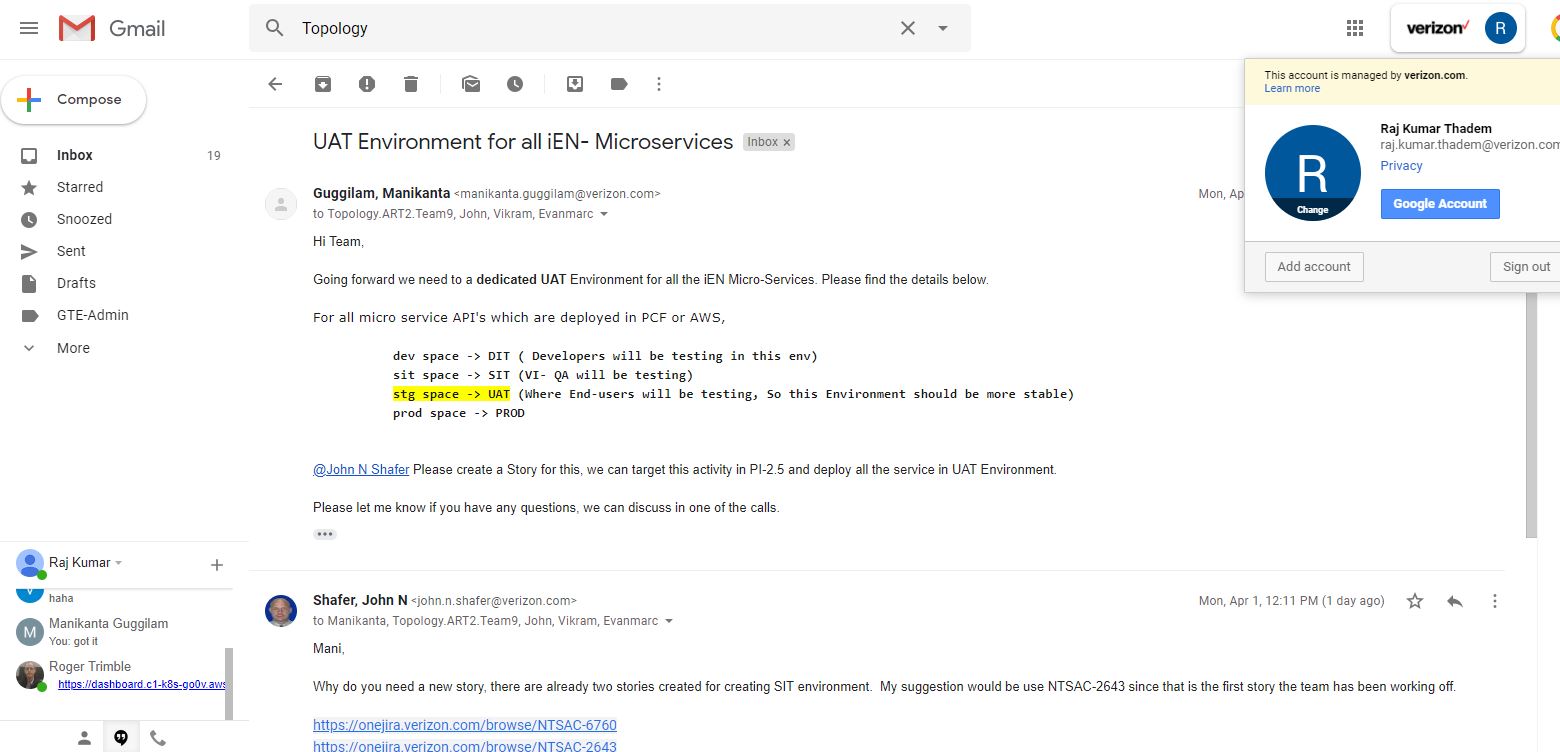 Gmail
Topology
verizon
R
Compose
This account is managed by verizon.com.
Learn more
R
Change
Raj Kumar Thadem
raj.kumar.thadem@verizon.com
Privacy
Google Account
Add account
Sign out
Inbox 19
Starred
Snoozed
Sent
Drafts
GTE-Admin
More
UAT Environment for all iEN- Microservices Inbox x
Guggilam, Manikanta <manikanta.guggilam@verizon.com> Mon, Ap
to Topology.ART2.Team9, John, Vikram, Evanmarc
Hi Team,
Going forward we need to a dedicated UAT Environment for all the iEN Micro-Services. Please find the details below.
For all micro service API's which are deployed in PCF or AWS,
dev space -> DIT ( Developers will be testing in this env)
sit space -> SIT (VI- QA will be testing)
stg space -> UAT (Where End-users will be testing, So this Environment should be more stable)
prod space -> PROD
@John N Shafer Please create a Story for this, we can target this activity in PI-2.5 and deploy all the service in UAT Environment.
Please let me know if you have any questions, we can discuss in one of the calls.
Raj Kumar
haha
Manikanta Guggilam
M
You: got it
Roger Trimble
https://dashboard.c1-k8s-go0v.aws
Shafer, John N <john.n.shafer@verizon.com> Mon, Apr 1, 12:11 PM (1 day ago)
to Manikanta, Topology.ART2.Team9, John, Vikram, Evanmarc
Mani,
Why do you need a new story, there are already two stories created for creating SIT environment. My suggestion would be use NTSAC-2643 since that is the first story the team has been working off.
https://onejira.verizon.com/browse/NTSAC-6760
https://onejira.verizon.com/browse/NTSAC-2643